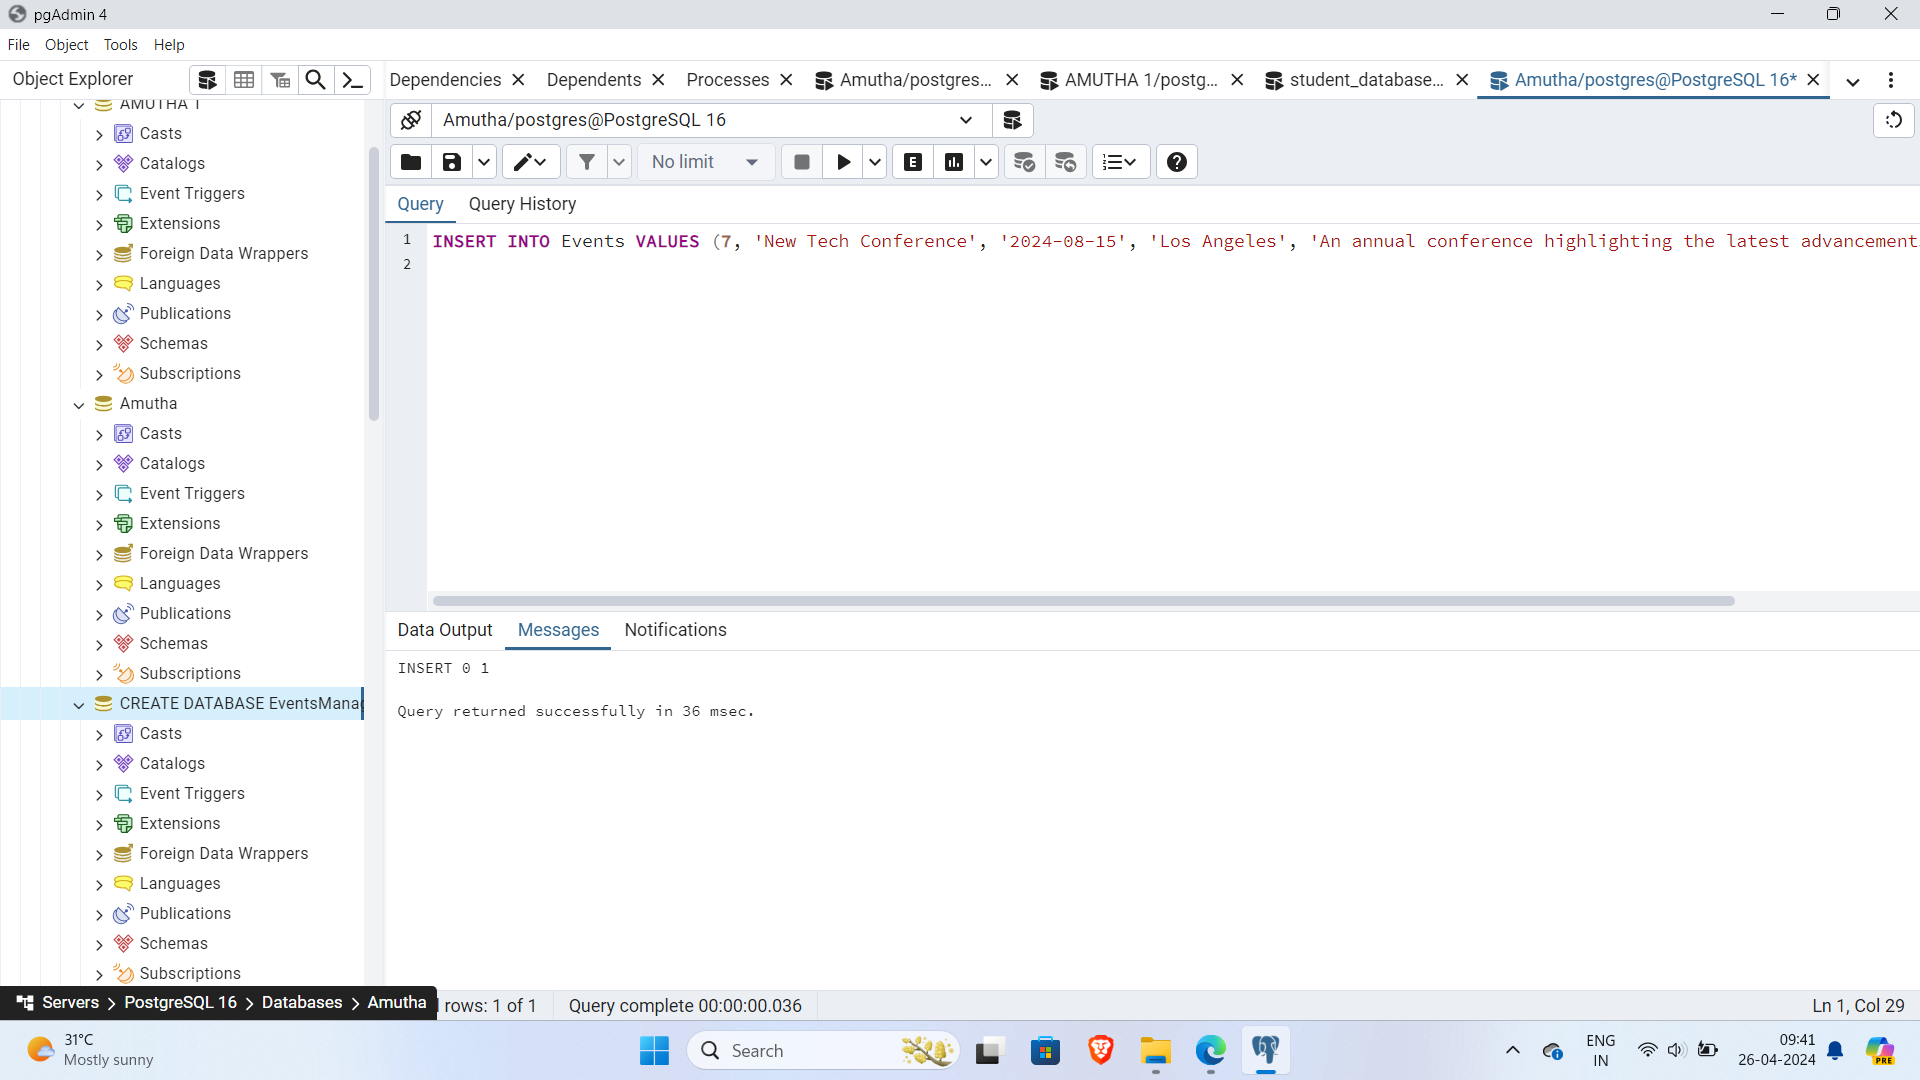 pgAdmin 4
File Object Tools Help
Object Explorer
Dependencies Dependents Processes Amutha/postgres... AMUTHA 1/postg... student_database... Amutha/postgres@PostgreSQL 16*
AMUTHA 1
Casts
Catalogs
Event Triggers
Extensions
Foreign Data Wrappers
Languages
Publications
Schemas
Subscriptions
Amutha
Casts
Catalogs
Event Triggers
Extensions
Foreign Data Wrappers
Languages
Publications
Schemas
Subscriptions
CREATE DATABASE EventsManag
Casts
Catalogs
Event Triggers
Extensions
Foreign Data Wrappers
Languages
Publications
Schemas
Subscriptions
Servers > PostgreSQL 16 > Databases > Amutha
Amutha/postgres@PostgreSQL 16
No limit E
Query Query History
1 INSERT INTO Events VALUES (7, 'New Tech Conference', '2024-08-15', 'Los Angeles', 'An annual conference highlighting the latest advancement
2
Data Output Messages Notifications
INSERT 0 1
Query returned successfully in 36 msec.
rows: 1 of 1 Query complete 00:00:00.036 Ln 1, Col 29
31°C
Mostly sunny
Search
ENG
IN
09:41
26-04-2024
PRE